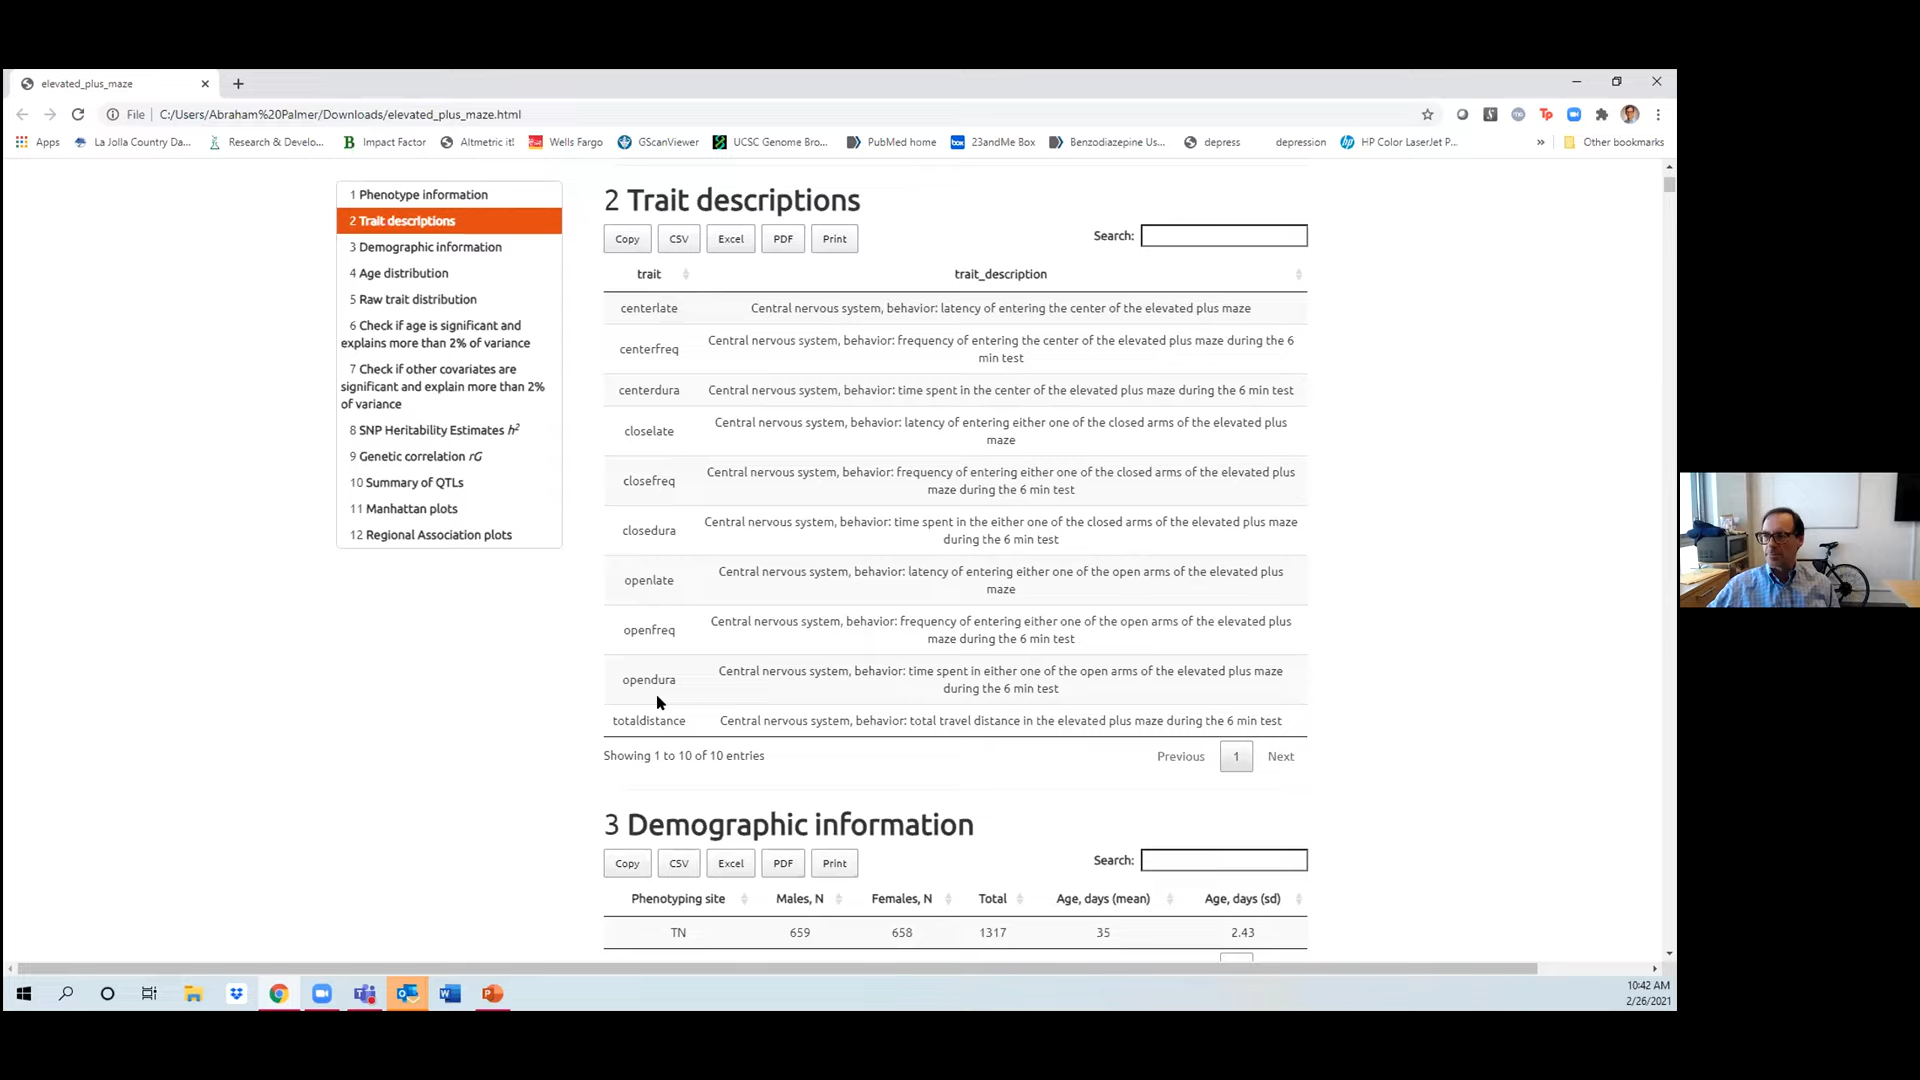 elevated_plus_maze
File
C:/Users/Abraham%20Palmer/Downloads/elevated_plus_maze.html
Apps
La Jolla Country Da...
Research & Develo...
Impact Factor
Altmetric it!
Wells Fargo
GScanViewer
UCSC Genome Bro...
PubMed home
23andMe Box
Benzodiazepine Us...
depress
depression
HP Color LaserJet P...
»
Other bookmarks
1 Phenotype information
2 Trait descriptions
3 Demographic information
4 Age distribution
5 Raw trait distribution
6 Check if age is significant and
explains more than 2% of variance
7 Check if other covariates are
significant and explain more than 2%
of variance
8 SNP Heritability Estimates h²
9 Genetic correlation rG
10 Summary of QTLs
11 Manhattan plots
12 Regional Association plots
2 Trait descriptions
Copy CSV Excel PDF Print
Search:
trait trait_description
centerlate Central nervous system, behavior: latency of entering the center of the elevated plus maze
centerfreq Central nervous system, behavior: frequency of entering the center of the elevated plus maze during the 6
min test
centerdura Central nervous system, behavior: time spent in the center of the elevated plus maze during the 6 min test
closelate Central nervous system, behavior: latency of entering either one of the closed arms of the elevated plus
maze
closefreq Central nervous system, behavior: frequency of entering either one of the closed arms of the elevated plus
maze during the 6 min test
closedura Central nervous system, behavior: time spent in the either one of the closed arms of the elevated plus maze
during the 6 min test
openlate Central nervous system, behavior: latency of entering either one of the open arms of the elevated plus
maze
openfreq Central nervous system, behavior: frequency of entering either one of the open arms of the elevated plus
maze during the 6 min test
opendura Central nervous system, behavior: time spent in either one of the open arms of the elevated plus maze
during the 6 min test
totaldistance Central nervous system, behavior: total travel distance in the elevated plus maze during the 6 min test
Showing 1 to 10 of 10 entries
Previous 1 Next
3 Demographic information
Copy CSV Excel PDF Print
Search:
Phenotyping site Males, N Females, N Total Age, days (mean) Age, days (sd)
TN 659 658 1317 35 2.43
10:42 AM
2/26/2021